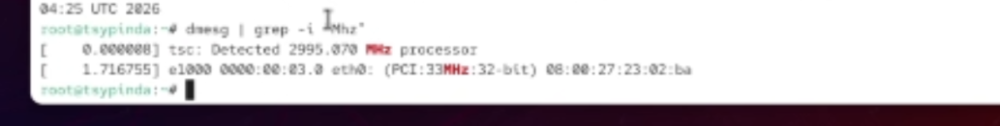 04:25 UTC 2026
root@tsypinda:~# dmesg | grep -i "Mhz"
[    0.000008] tsc: Detected 2995.070 MHz processor
[    1.716755] e1000 0000:00:03.0 eth0: (PCI:33MHz:32-bit) 08:00:27:23:02:ba
root@tsypinda:~#